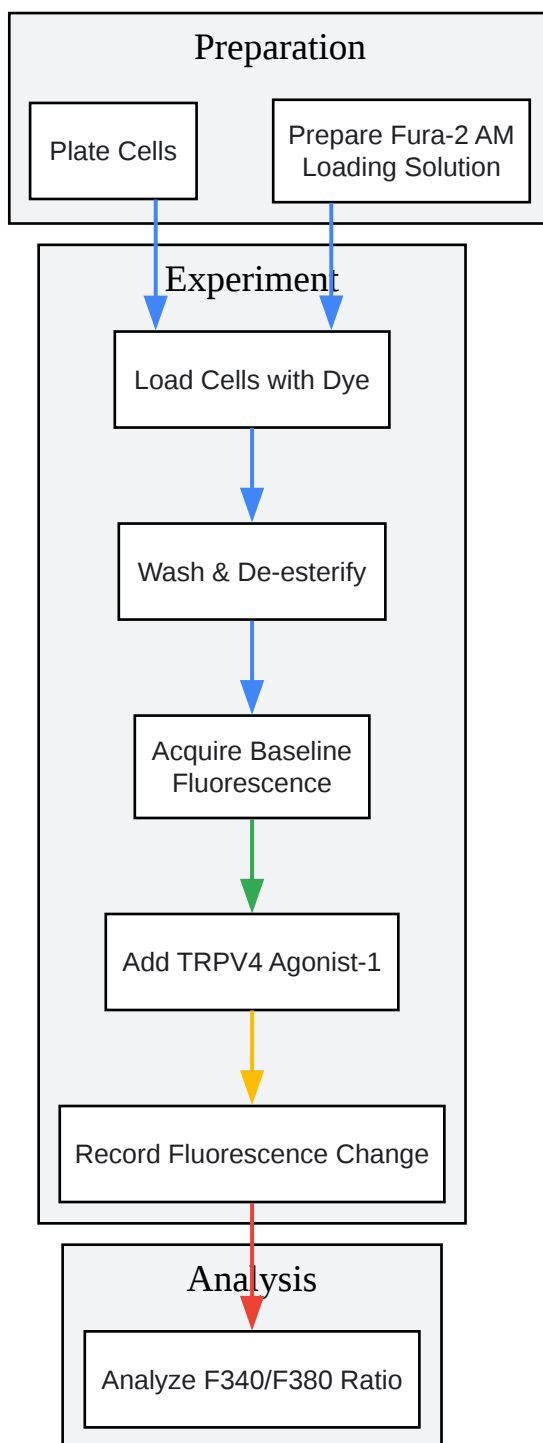 Preparation
Plate Cells
Prepare Fura-2 AM
Loading Solution
Experiment
Load Cells with Dye
Wash & De-esterify
Acquire Baseline
Fluorescence
Add TRPV4 Agonist-1
Record Fluorescence Change
Analysis
Analyze F340/F380 Ratio